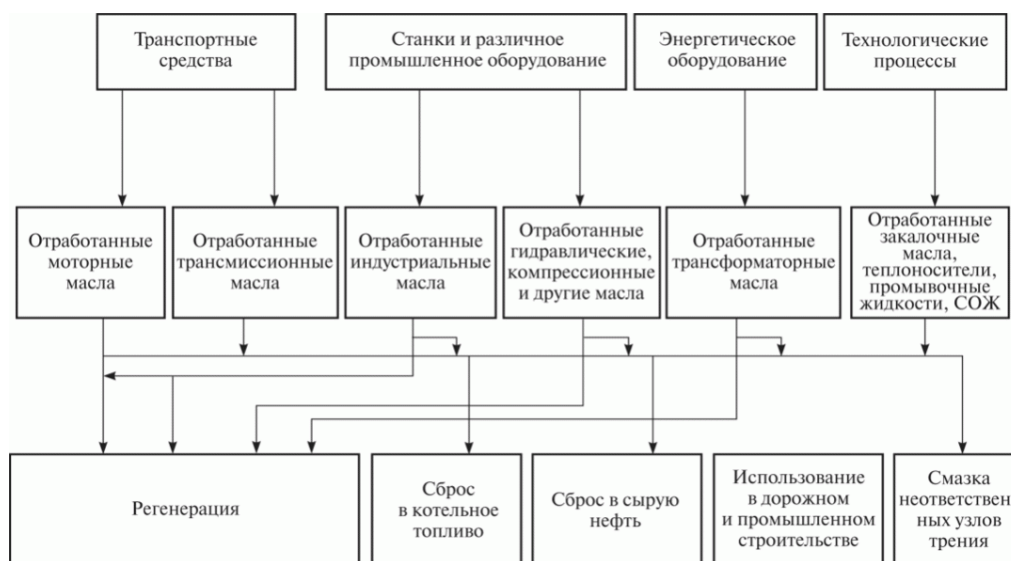 Транспортные
средства
Станки и различное
промышленное оборудование
Энергетическое
оборудование
Технологические
процессы
Отработанные
моторные
масла
Отработанные
трансмиссионные
масла
Отработанные
индустриальные
масла
Отработанные
гидравлические,
компрессионные
и другие масла
Отработанные
трансформаторные
масла
Отработанные
закалочные
масла,
теплоносители,
промывочные
жидкости, СОЖ
Регенерация
Сброс
в котельное
топливо
Сброс в сырую
нефть
Использование
в дорожном
и промышленном
строительстве
Смазка
неответствен
ных узлов
трения